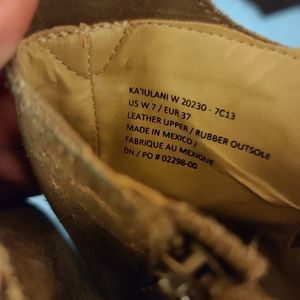 KA'IULANI W 20230 - 7C13
US W 7 / EUR 37
LEATHER UPPER / RUBBER OUTSOLE
MADE IN MEXICO /
FABRIQUE AU MEXIQUE
DN / PO # 02298-00